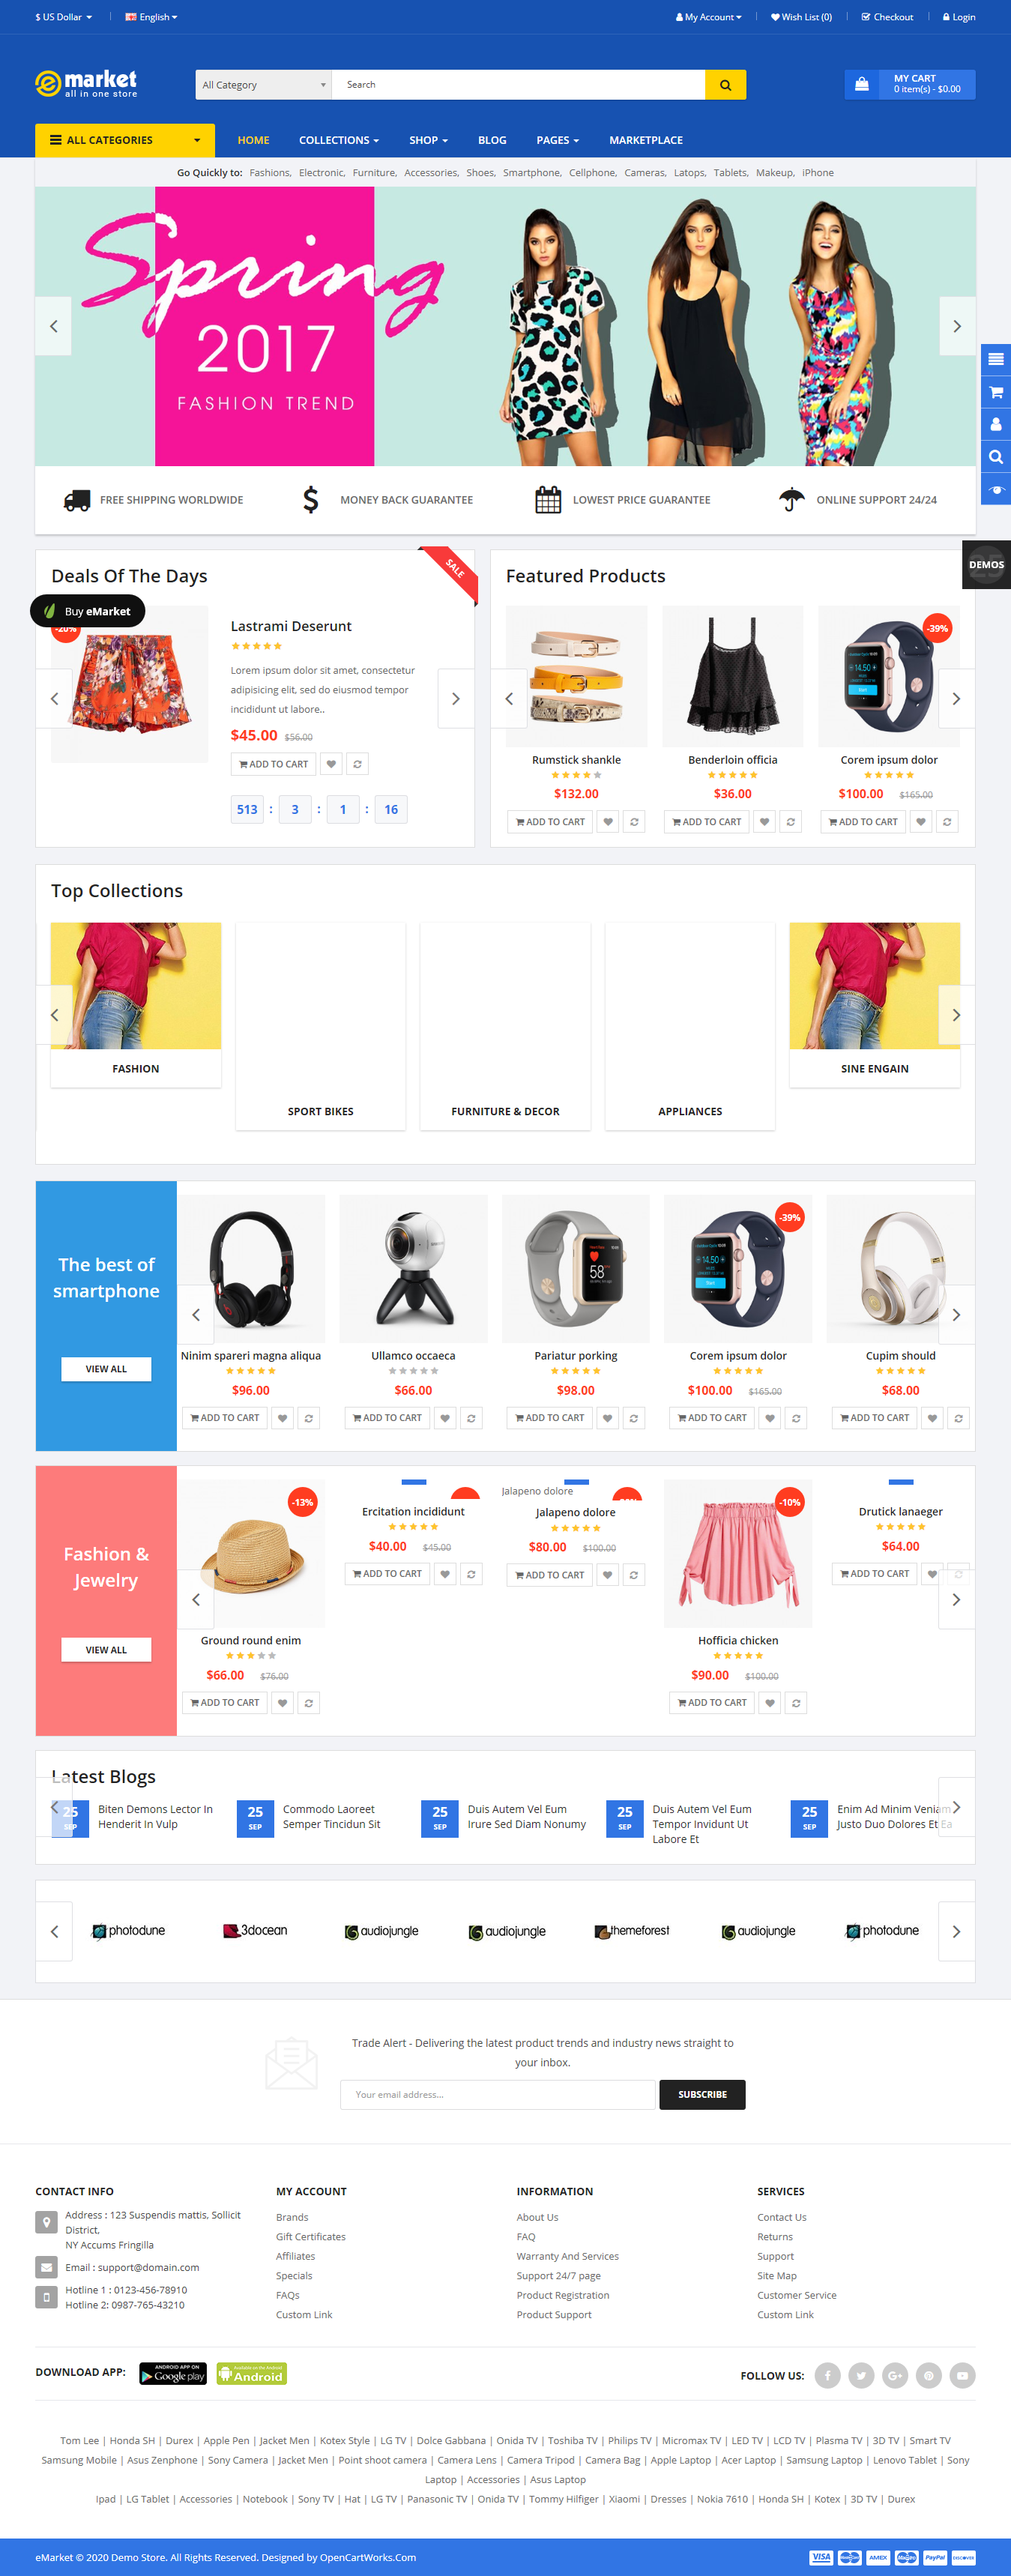 $ US Dollar English My Account Wish List (0) Checkout Login
e market
all in one store
All Category Search
MY CART
0 item(s) - $0.00
ALL CATEGORIES HOME COLLECTIONS SHOP BLOG PAGES MARKETPLACE
Go Quickly to: Fashions, Electronic, Furniture, Accessories, Shoes, Smartphone, Cellphone, Cameras, Latops, Tablets, Makeup, iPhone
Spring
2017
FASHION TREND
FREE SHIPPING WORLDWIDE MONEY BACK GUARANTEE LOWEST PRICE GUARANTEE ONLINE SUPPORT 24/24
25
DEMOS
Deals Of The Days
SALE
Buy eMarket
-20%
Lastrami Deserunt
Lorem ipsum dolor sit amet, consectetur
adipisicing elit, sed do eiusmod tempor
incididunt ut labore..
$45.00 $56.00
ADD TO CART
513 : 3 : 1 : 16
Featured Products
-39%
Rumstick shankle Benderloin officia Corem ipsum dolor
$132.00 $36.00 $100.00 $165.00
ADD TO CART ADD TO CART ADD TO CART
Top Collections
FASHION SINE ENGAIN
SPORT BIKES FURNITURE & DECOR APPLIANCES
The best of
smartphone
VIEW ALL
-39%
Ninim spareri magna aliqua Ullamco occaeca Pariatur porking Corem ipsum dolor Cupim should
$96.00 $66.00 $98.00 $100.00 $165.00 $68.00
ADD TO CART ADD TO CART ADD TO CART ADD TO CART ADD TO CART
Fashion &
Jewelry
VIEW ALL
-13%
Ground round enim
$66.00 $76.00
ADD TO CART
Ercitation incididunt
$40.00 $45.00
ADD TO CART
Jalapeno dolore
Jalapeno dolore
$80.00 $100.00
ADD TO CART
-10%
Hofficia chicken
$90.00 $100.00
ADD TO CART
Drutick lanaeger
$64.00
ADD TO CART
Latest Blogs
25 SEP
Biten Demons Lector In
Henderit In Vulp
25 SEP
Commodo Laoreet
Semper Tincidun Sit
25 SEP
Duis Autem Vel Eum
Irure Sed Diam Nonumy
25 SEP
Duis Autem Vel Eum
Tempor Invidunt Ut
Labore Et
25 SEP
Enim Ad Minim Veniam,
Justo Duo Dolores Et Ea
photodune 3docean audiojungle audiojungle themeforest audiojungle photodune
Trade Alert - Delivering the latest product trends and industry news straight to
your inbox.
Your email address... SUBSCRIBE
CONTACT INFO
Address : 123 Suspendis mattis, Sollicit
District,
NY Accums Fringilla
Email : support@domain.com
Hotline 1 : 0123-456-78910
Hotline 2: 0987-765-43210
MY ACCOUNT
Brands
Gift Certificates
Affiliates
Specials
FAQs
Custom Link
INFORMATION
About Us
FAQ
Warranty And Services
Support 24/7 page
Product Registration
Product Support
SERVICES
Contact Us
Returns
Support
Site Map
Customer Service
Custom Link
DOWNLOAD APP:
ANDROID APP ON
Google play
Android
FOLLOW US:
Tom Lee | Honda SH | Durex | Apple Pen | Jacket Men | Kotex Style | LG TV | Dolce Gabbana | Onida TV | Toshiba TV | Philips TV | Micromax TV | LED TV | LCD TV | Plasma TV | 3D TV | Smart TV
Samsung Mobile | Asus Zenphone | Sony Camera | Jacket Men | Point shoot camera | Camera Lens | Camera Tripod | Camera Bag | Apple Laptop | Acer Laptop | Samsung Laptop | Lenovo Tablet | Sony
Laptop | Accessories | Asus Laptop
Ipad | LG Tablet | Accessories | Notebook | Sony TV | Hat | LG TV | Panasonic TV | Onida TV | Tommy Hilfiger | Xiaomi | Dresses | Nokia 7610 | Honda SH | Kotex | 3D TV | Durex
eMarket © 2020 Demo Store. All Rights Reserved. Designed by OpenCartWorks.Com
VISA MasterCard AMEX Maestro PayPal DISCOVER